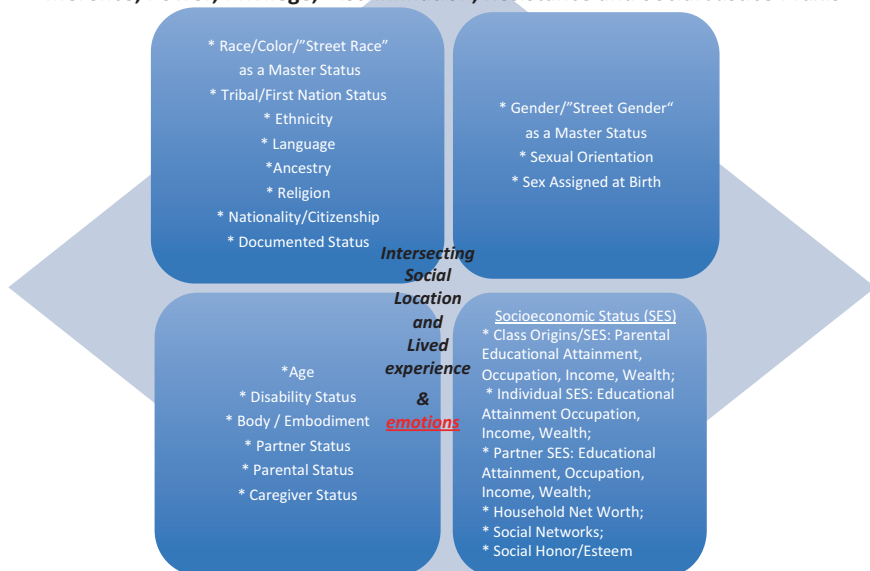 * Race/Color/”Street Race”
as a Master Status
* Tribal/First Nation Status
* Ethnicity
* Language
*Ancestry
* Religion
* Nationality/Citizenship
* Documented Status
* Gender/”Street Gender“
as a Master Status
* Sexual Orientation
* Sex Assigned at Birth
Intersecting
Social
Location
and
Lived
experience
&
emotions
*Age
* Disability Status
* Body / Embodiment
* Partner Status
* Parental Status
* Caregiver Status
Socioeconomic Status (SES)
* Class Origins/SES: Parental
Educational Attainment,
Occupation, Income, Wealth;
* Individual SES: Educational
Attainment Occupation,
Income, Wealth;
* Partner SES: Educational
Attainment, Occupation,
Income, Wealth;
* Household Net Worth;
* Social Networks;
* Social Honor/Esteem